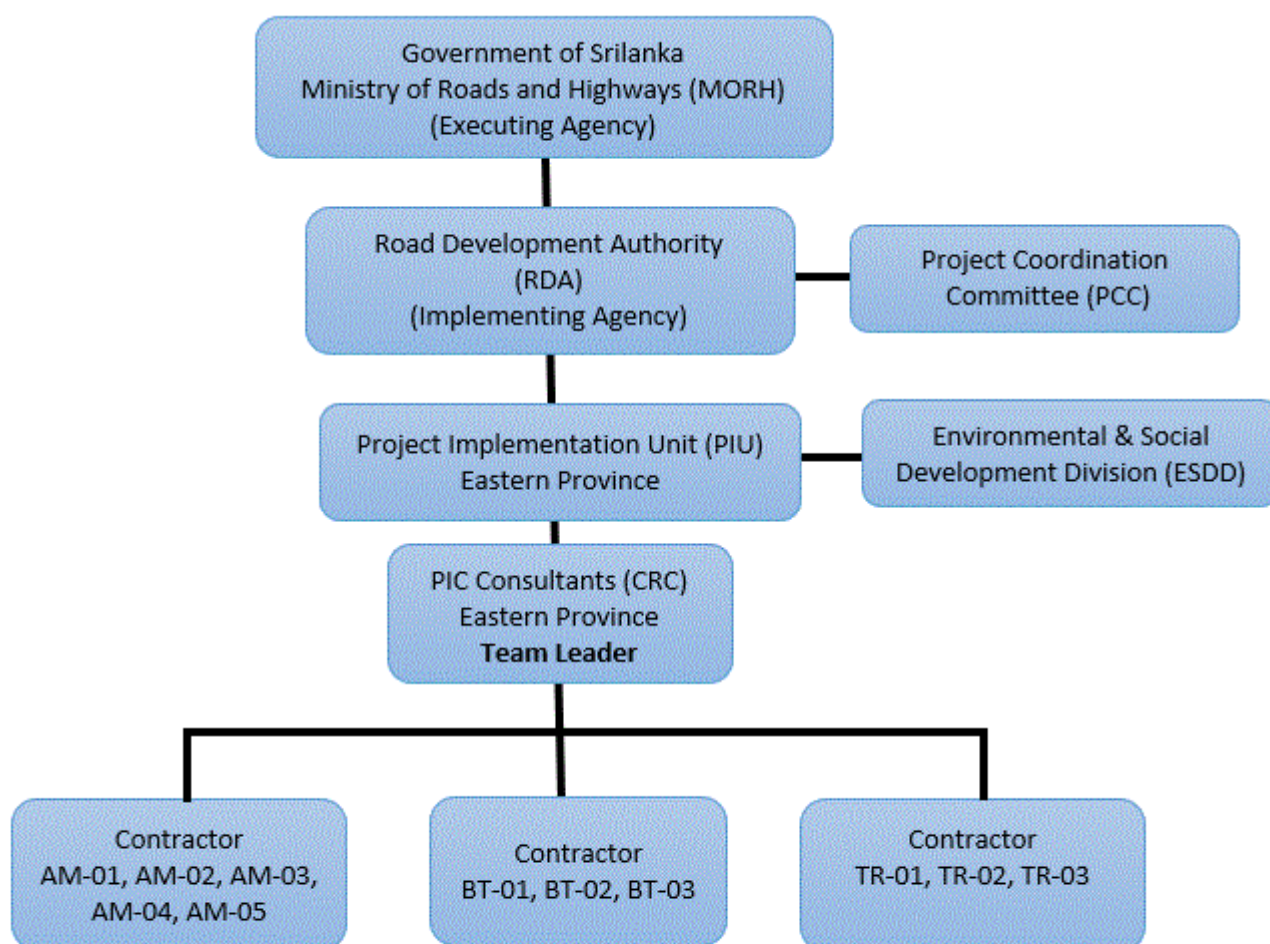 Government of Srilanka
Ministry of Roads and Highways (MORH)
(Executing Agency)
Road Development Authority
(RDA)
(Implementing Agency)
Project Coordination
Committee (PCC)
Project Implementation Unit (PIU)
Eastern Province
Environmental & Social
Development Division (ESDD)
PIC Consultants (CRC)
Eastern Province
Team Leader
Contractor
AM-01, AM-02, AM-03,
AM-04, AM-05
Contractor
BT-01, BT-02, BT-03
Contractor
TR-01, TR-02, TR-03